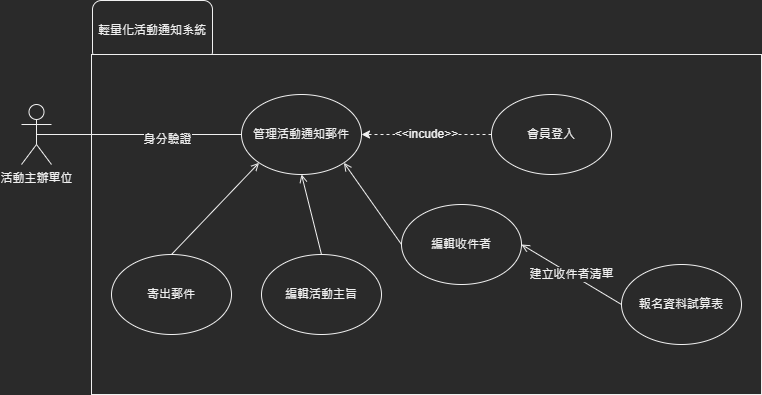 輕量化活動通知系統
管理活動通知郵件
<<incude>>
會員登入
身分驗證
活動主辦單位
編輯收件者
建立收件者清單
寄出郵件
編輯活動主旨
報名資料試算表